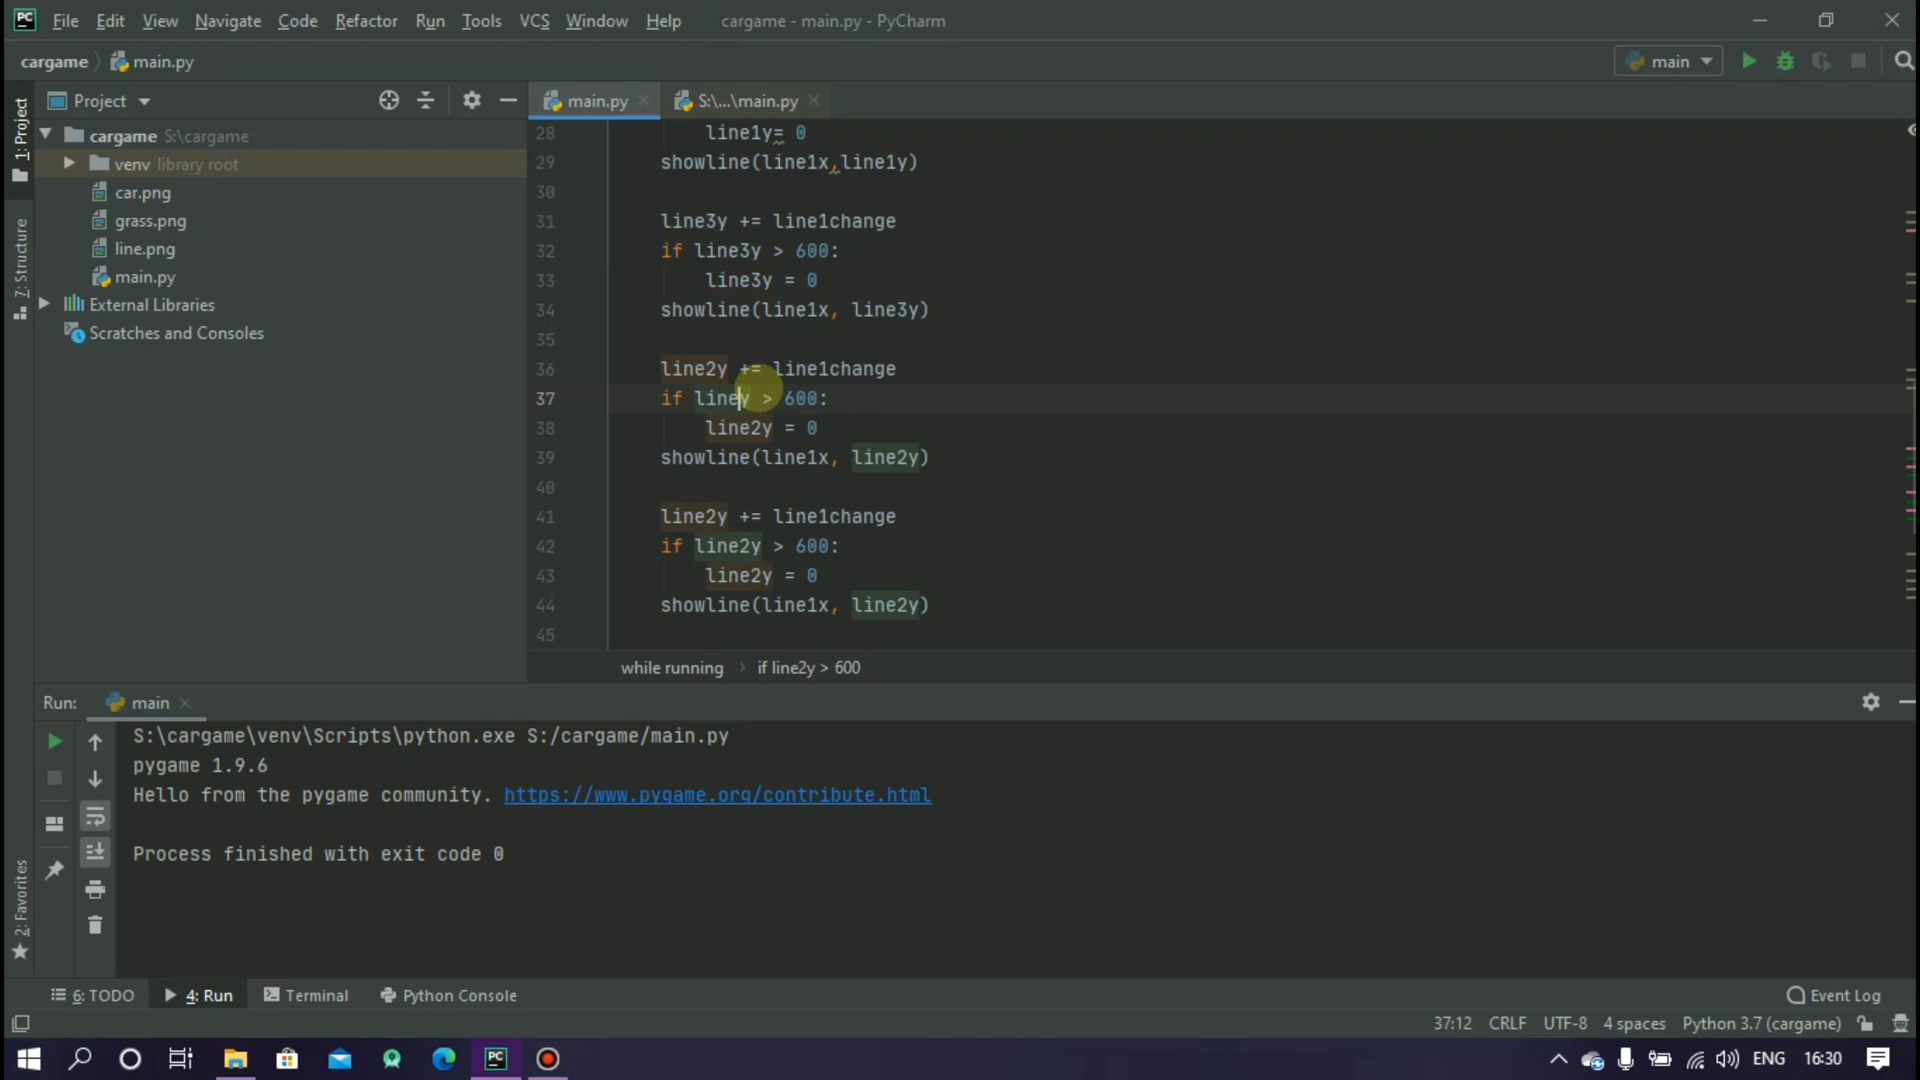 PC File Edit View Navigate Code Refactor Run Tools VCS Window Help cargame - main.py - PyCharm
cargame main.py main
1: Project
Project
main.py S:\...\main.py
cargame S:\cargame
venv library root
car.png
grass.png
line.png
main.py
External Libraries
Scratches and Consoles
7: Structure
28 line1y= 0
29 showline(line1x,line1y)
30
31 line3y += line1change
32 if line3y > 600:
33 line3y = 0
34 showline(line1x, line3y)
35
36 line2y += line1change
37 if liney > 600:
38 line2y = 0
39 showline(line1x, line2y)
40
41 line2y += line1change
42 if line2y > 600:
43 line2y = 0
44 showline(line1x, line2y)
45
while running if line2y > 600
Run: main
S:\cargame\venv\Scripts\python.exe S:/cargame/main.py
pygame 1.9.6
Hello from the pygame community. https://www.pygame.org/contribute.html
Process finished with exit code 0
2: Favorites
6: TODO 4: Run Terminal Python Console Event Log
37:12 CRLF UTF-8 4 spaces Python 3.7 (cargame)
PC ENG 16:30